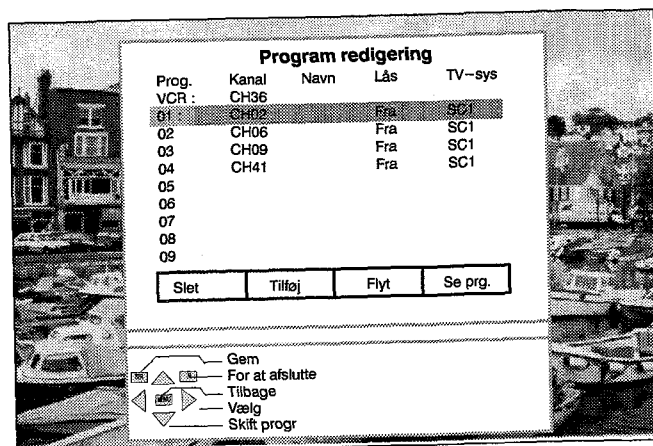 Program redigering
Prog. Kanal Navn Lås TV-sys
VCR : CH36
01 : CH02 Fra SC1
02 CH06 Fra SC1
03 CH09 Fra SC1
04 CH41 Fra SC1
05
06
07
08
09
Slet Tilføj Flyt Se prg.
Gem
For at afslutte
Tilbage
Vælg
Skift progr